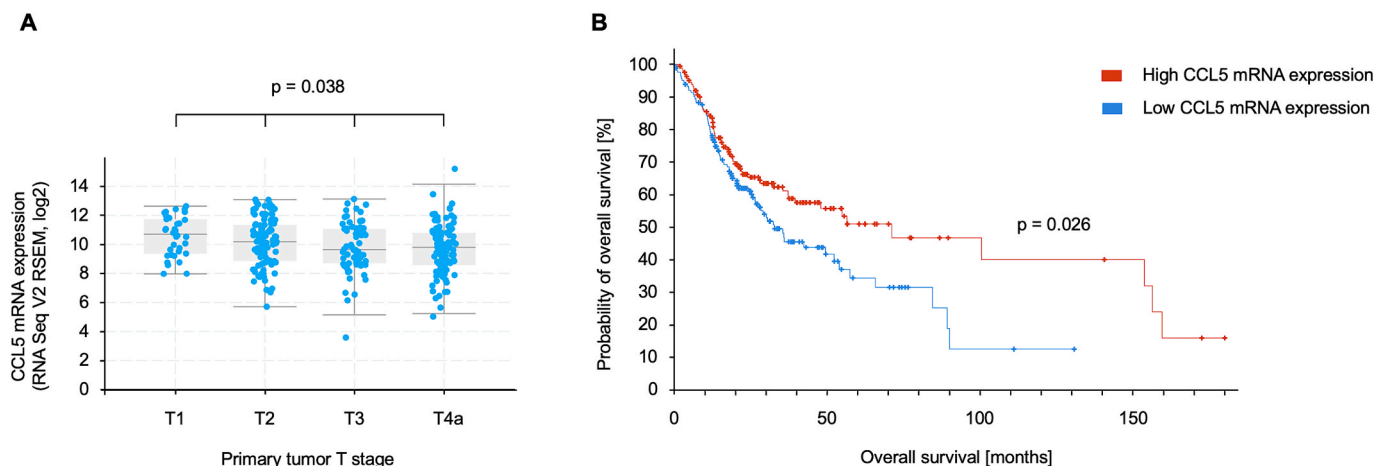 A
p = 0.038
CCL5 mRNA expression
(RNA Seq V2 RSEM, log2)
14
12
10
8
6
4
2
0
T1 T2 T3 T4a
Primary tumor T stage
B
High CCL5 mRNA expression
Low CCL5 mRNA expression
p = 0.026
Probability of overall survival [%]
100
90
80
70
60
50
40
30
20
10
0
0 50 100 150
Overall survival [months]